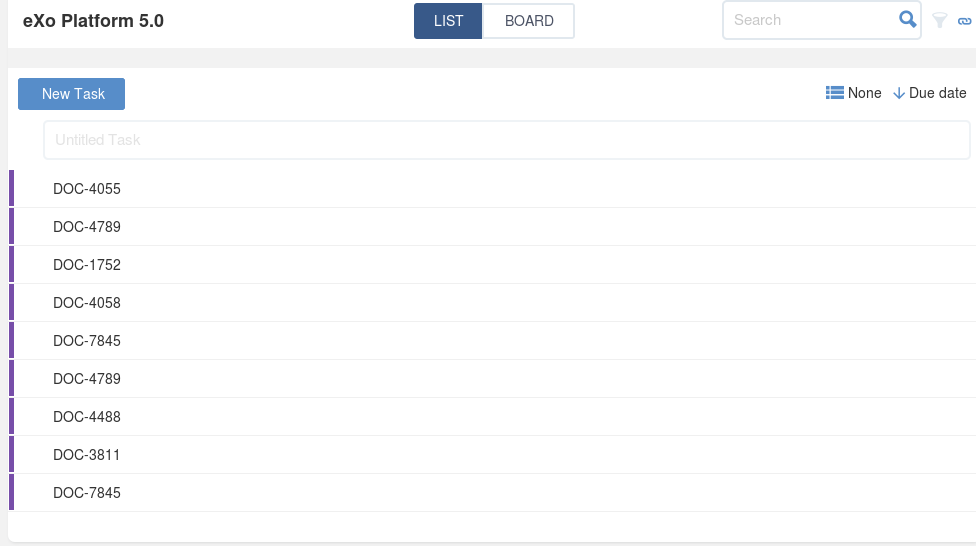 eXo Platform 5.0
LIST
BOARD
Search
New Task
None
Due date
Untitled Task
DOC-4055
DOC-4789
DOC-1752
DOC-4058
DOC-7845
DOC-4789
DOC-4488
DOC-3811
DOC-7845